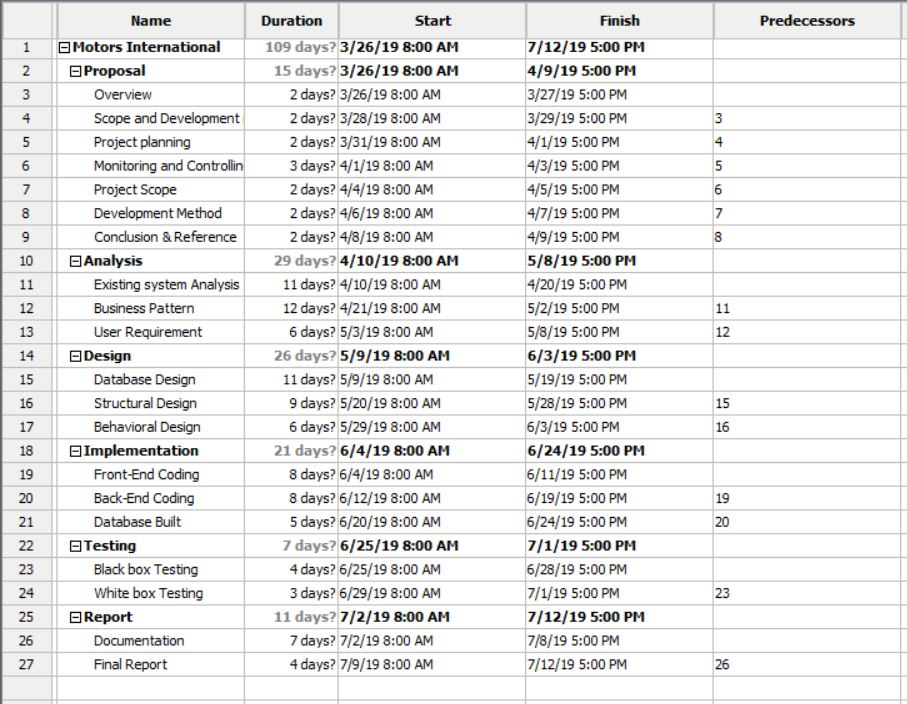 Name Duration Start Finish Predecessors
1 Motors International 109 days? 3/26/19 8:00 AM 7/12/19 5:00 PM
2 Proposal 15 days? 3/26/19 8:00 AM 4/9/19 5:00 PM
3 Overview 2 days? 3/26/19 8:00 AM 3/27/19 5:00 PM
4 Scope and Development 2 days? 3/28/19 8:00 AM 3/29/19 5:00 PM 3
5 Project planning 2 days? 3/31/19 8:00 AM 4/1/19 5:00 PM 4
6 Monitoring and Controllin 3 days? 4/1/19 8:00 AM 4/3/19 5:00 PM 5
7 Project Scope 2 days? 4/4/19 8:00 AM 4/5/19 5:00 PM 6
8 Development Method 2 days? 4/6/19 8:00 AM 4/7/19 5:00 PM 7
9 Conclusion & Reference 2 days? 4/8/19 8:00 AM 4/9/19 5:00 PM 8
10 Analysis 29 days? 4/10/19 8:00 AM 5/8/19 5:00 PM
11 Existing system Analysis 11 days? 4/10/19 8:00 AM 4/20/19 5:00 PM
12 Business Pattern 12 days? 4/21/19 8:00 AM 5/2/19 5:00 PM 11
13 User Requirement 6 days? 5/3/19 8:00 AM 5/8/19 5:00 PM 12
14 Design 26 days? 5/9/19 8:00 AM 6/3/19 5:00 PM
15 Database Design 11 days? 5/9/19 8:00 AM 5/19/19 5:00 PM
16 Structural Design 9 days? 5/20/19 8:00 AM 5/28/19 5:00 PM 15
17 Behavioral Design 6 days? 5/29/19 8:00 AM 6/3/19 5:00 PM 16
18 Implementation 21 days? 6/4/19 8:00 AM 6/24/19 5:00 PM
19 Front-End Coding 8 days? 6/4/19 8:00 AM 6/11/19 5:00 PM
20 Back-End Coding 8 days? 6/12/19 8:00 AM 6/19/19 5:00 PM 19
21 Database Built 5 days? 6/20/19 8:00 AM 6/24/19 5:00 PM 20
22 Testing 7 days? 6/25/19 8:00 AM 7/1/19 5:00 PM
23 Black box Testing 4 days? 6/25/19 8:00 AM 6/28/19 5:00 PM
24 White box Testing 3 days? 6/29/19 8:00 AM 7/1/19 5:00 PM 23
25 Report 11 days? 7/2/19 8:00 AM 7/12/19 5:00 PM
26 Documentation 7 days? 7/2/19 8:00 AM 7/8/19 5:00 PM
27 Final Report 4 days? 7/9/19 8:00 AM 7/12/19 5:00 PM 26